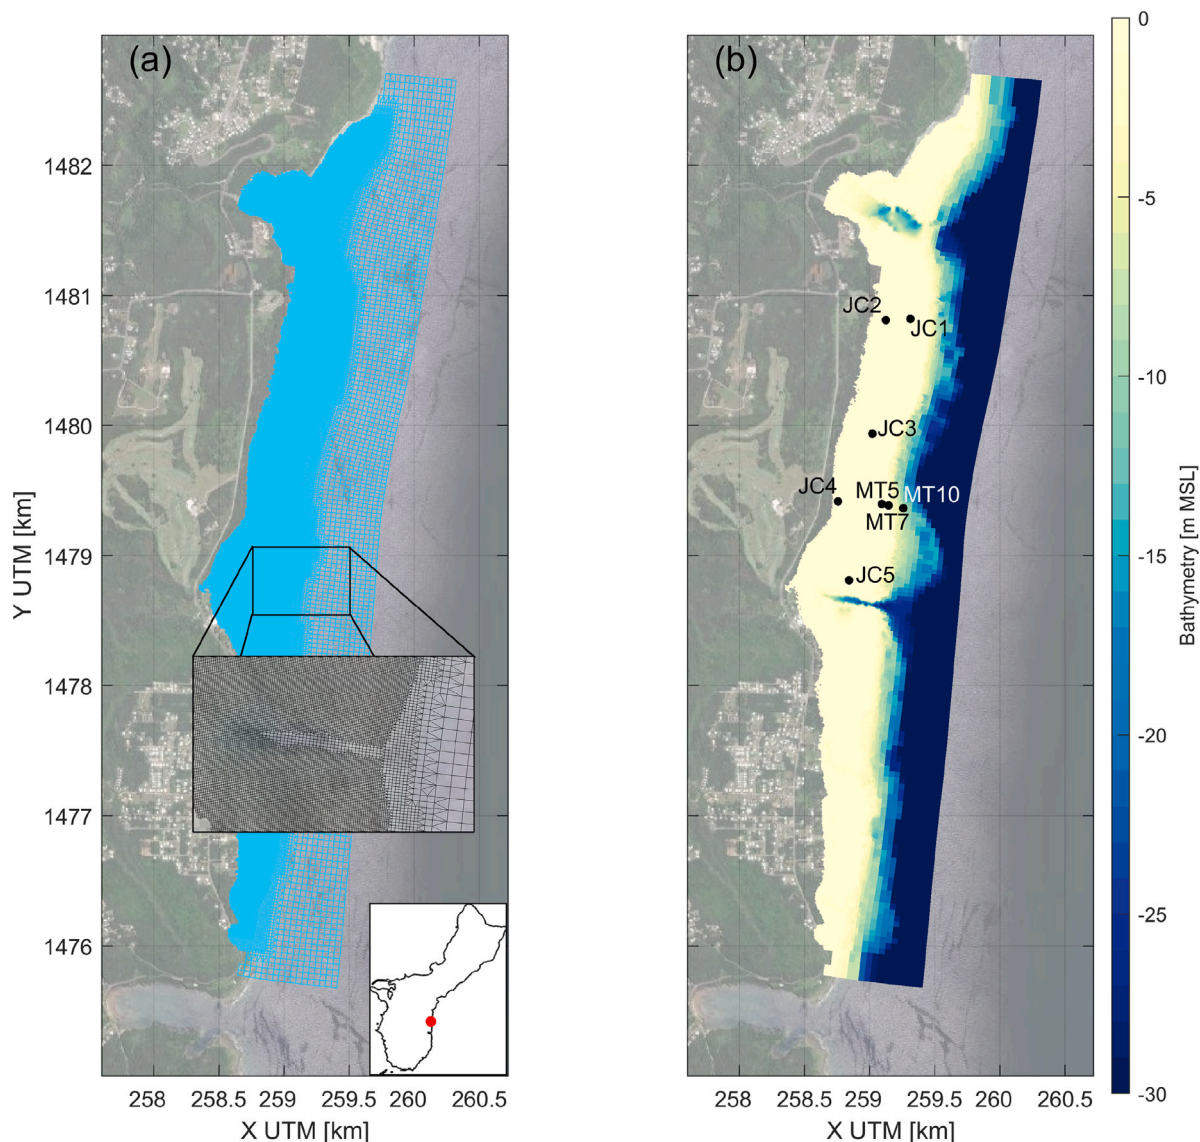 (a)
1482
1481
1480
1479
1478
1477
1476
Y UTM [km]
258
258.5
259
259.5
260
260.5
X UTM [km]
(b)
JC2
JC1
JC3
JC4
MT5
MT10
MT7
JC5
258
258.5
259
259.5
260
260.5
X UTM [km]
0
-5
-10
-15
-20
-25
-30
Bathymetry [m MSL]